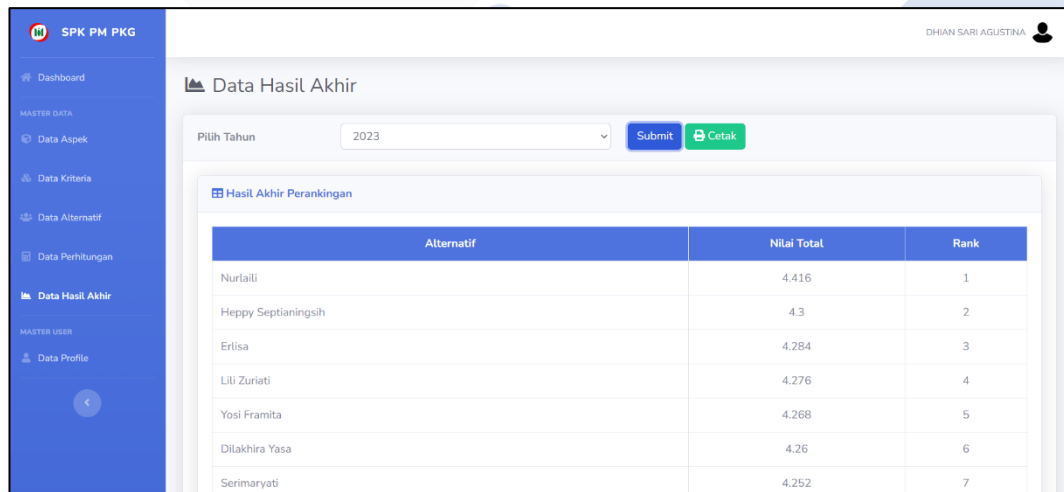 SPK PM PKG
DHIAN SARI AGUSTINA
Dashboard
MASTER DATA
Data Aspek
Data Kriteria
Data Alternatif
Data Perhitungan
Data Hasil Akhir
MASTER USER
Data Profile
Data Hasil Akhir
Pilih Tahun 2023 Submit Cetak
Hasil Akhir Perankingan
Alternatif Nilai Total Rank
Nurlaili 4.416 1
Heppy Septianingsih 4.3 2
Erlisa 4.284 3
Lili Zuriati 4.276 4
Yosi Framita 4.268 5
Dilakhira Yasa 4.26 6
Serimaryati 4.252 7